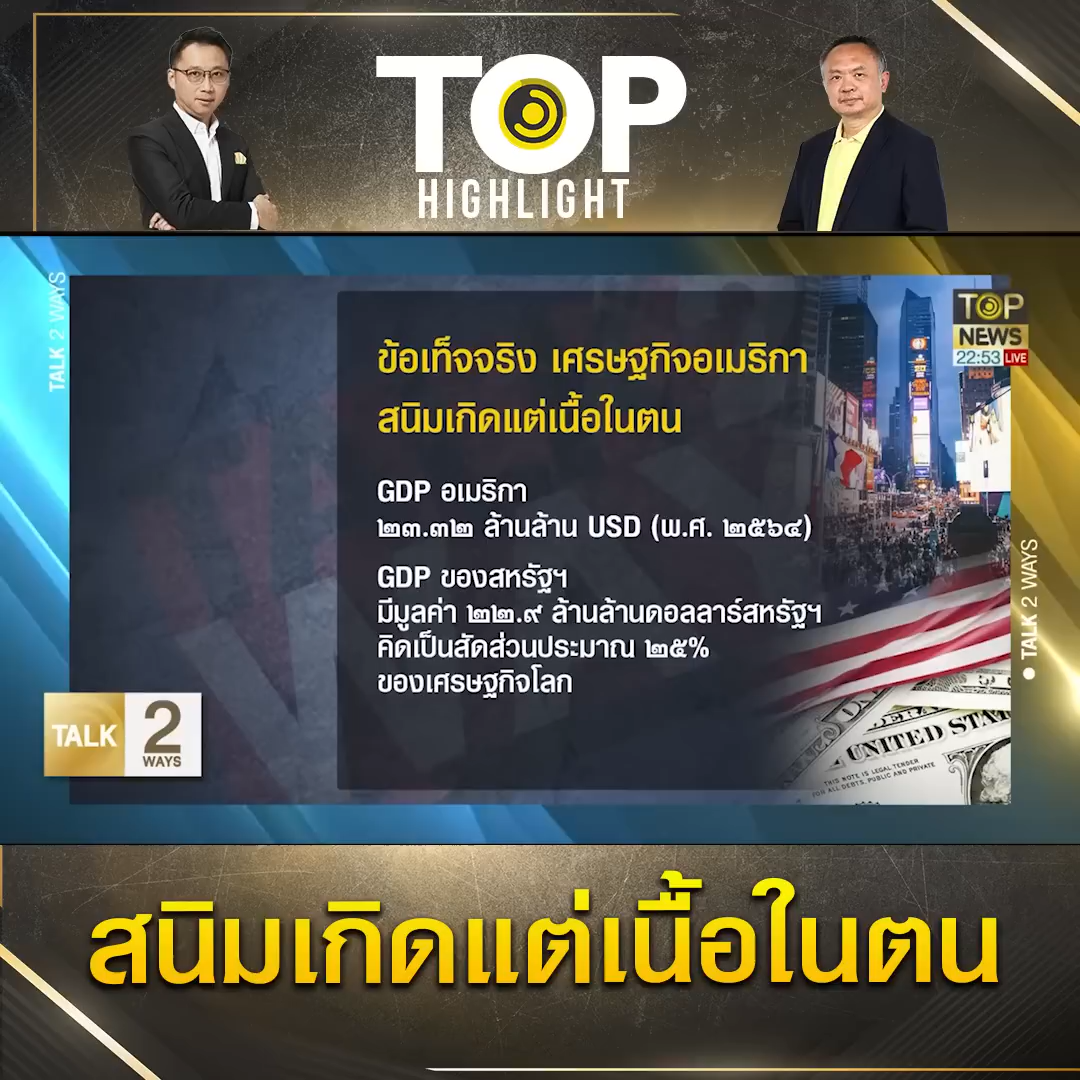 TOP
HIGHLIGHT
TALK 2 WAYS
TOP
NEWS
22:53 LIVE
ข้อเท็จจริง เศรษฐกิจอเมริกา
สนิมเกิดแต่เนื้อในตน
GDP อเมริกา
๒๓.๓๒ ล้านล้าน USD (พ.ศ. ๒๕๖๔)
GDP ของสหรัฐฯ
มีมูลค่า ๒๒.๙ ล้านล้านดอลลาร์สหรัฐฯ
คิดเป็นสัดส่วนประมาณ ๒๕%
ของเศรษฐกิจโลก
TALK 2 WAYS
TALK 2
WAYS
UNITED STAT
THIS NOTE IS LEGAL TENDER
FOR ALL DEBTS, PUBLIC AND PRIVATE
สนิมเกิดแต่เนื้อในตน